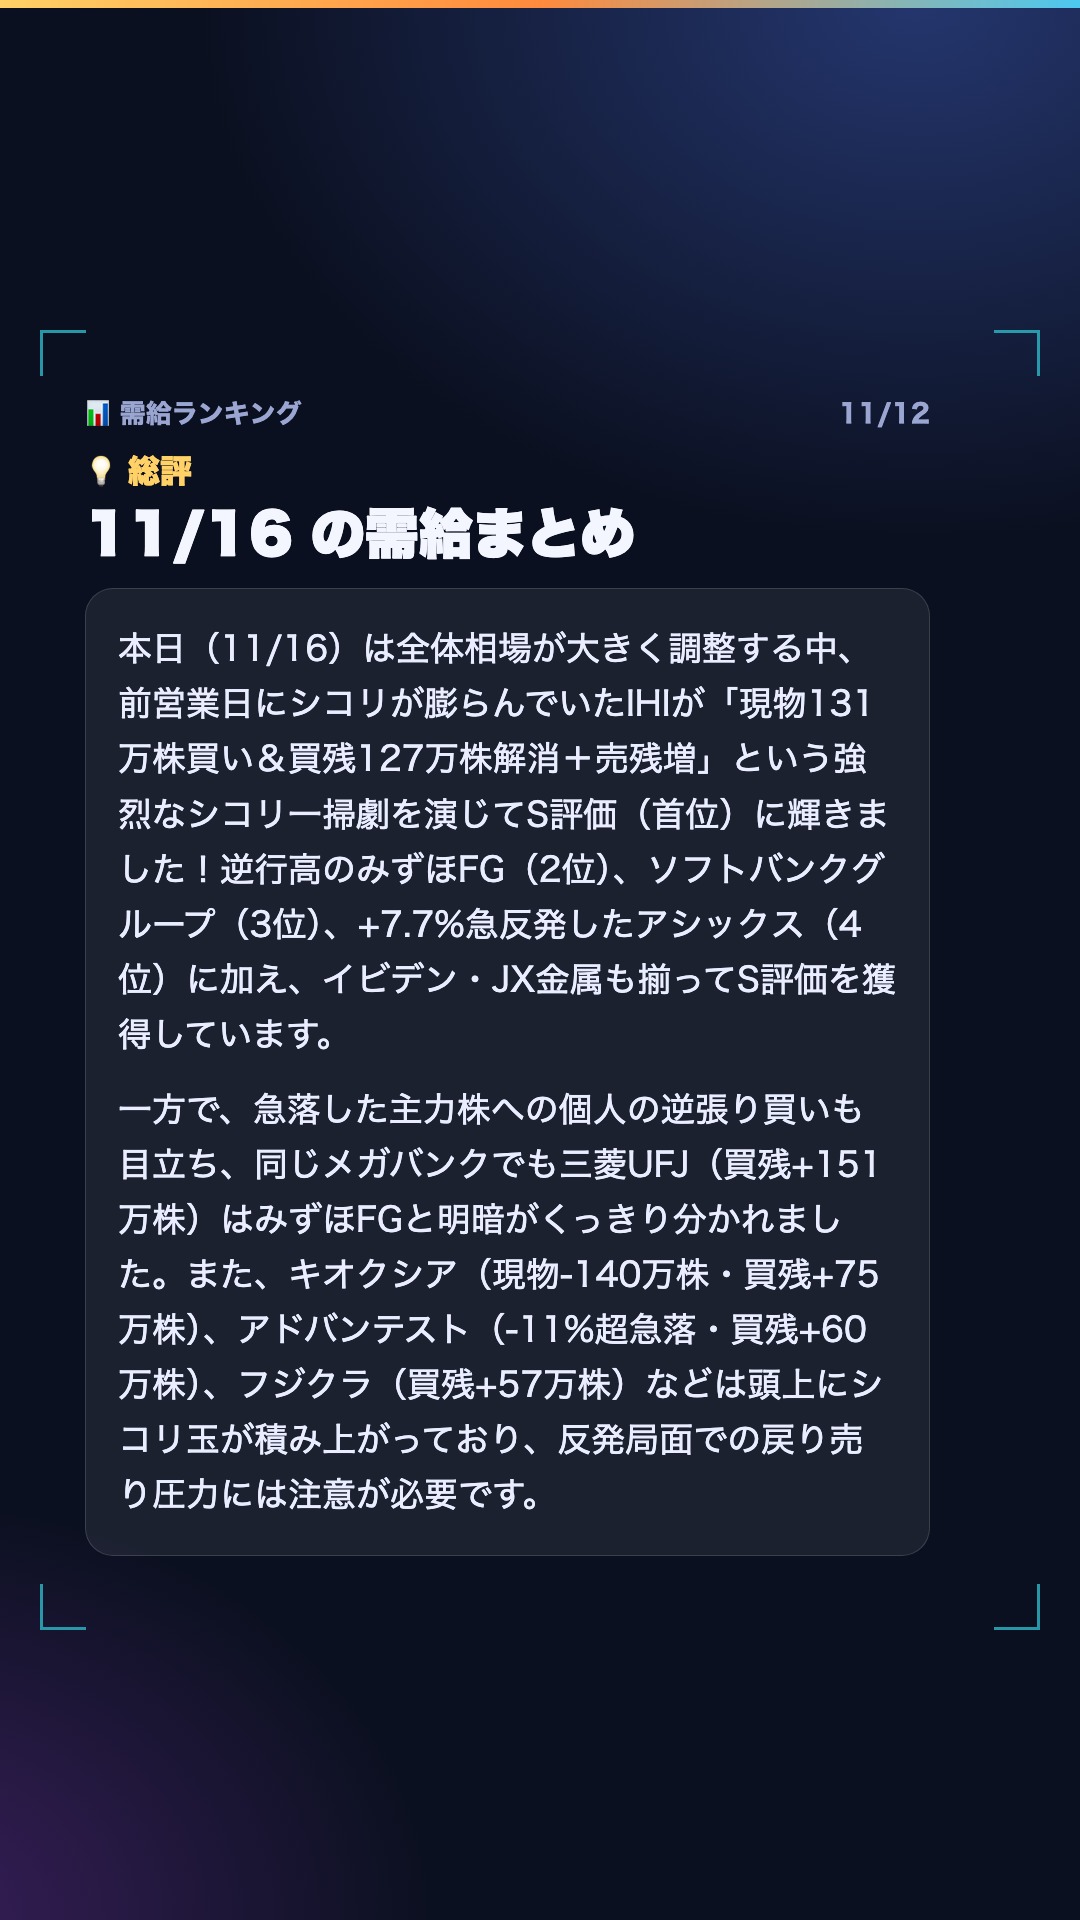 📊 需給ランキング
11/12
💡 総評
11/16 の需給まとめ
本日（11/16）は全体相場が大きく調整する中、
前営業日にシコリが膨らんでいたIHIが「現物131
万株買い＆買残127万株解消＋売残増」という強
烈なシコリ一掃劇を演じてS評価（首位）に輝きま
した！逆行高のみずほFG（2位）、ソフトバンクグ
ループ（3位）、+7.7%急反発したアシックス（4
位）に加え、イビデン・JX金属も揃ってS評価を獲
得しています。
一方で、急落した主力株への個人の逆張り買いも
目立ち、同じメガバンクでも三菱UFJ（買残+151
万株）はみずほFGと明暗がくっきり分かれまし
た。また、キオクシア（現物-140万株・買残+75
万株）、アドバンテスト（-11%超急落・買残+60
万株）、フジクラ（買残+57万株）などは頭上にシ
コリ玉が積み上がっており、反発局面での戻り売
り圧力には注意が必要です。